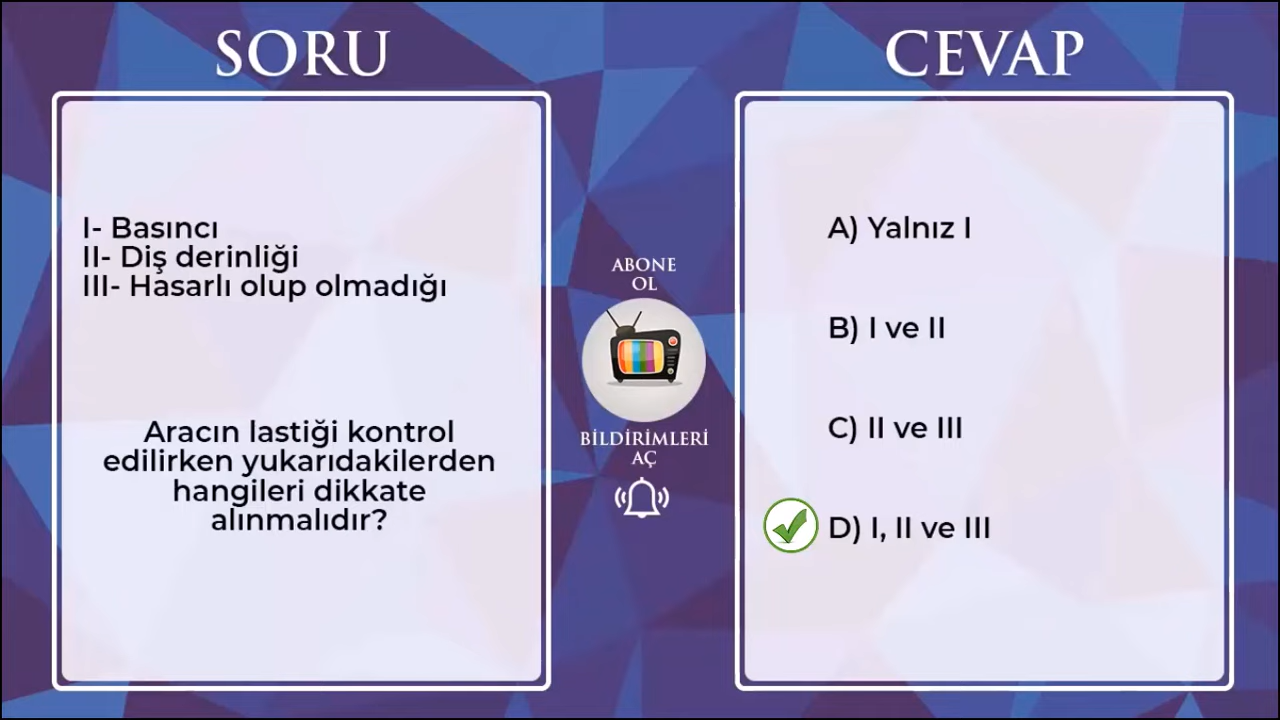 SORU
I- Basıncı
II- Diş derinliği
III- Hasarlı olup olmadığı
Aracın lastiği kontrol
edilirken yukarıdakilerden
hangileri dikkate
alınmalıdır?
ABONE
OL
BİLDİRİMLERİ
AÇ
CEVAP
A) Yalnız I
B) I ve II
C) II ve III
D) I, II ve III